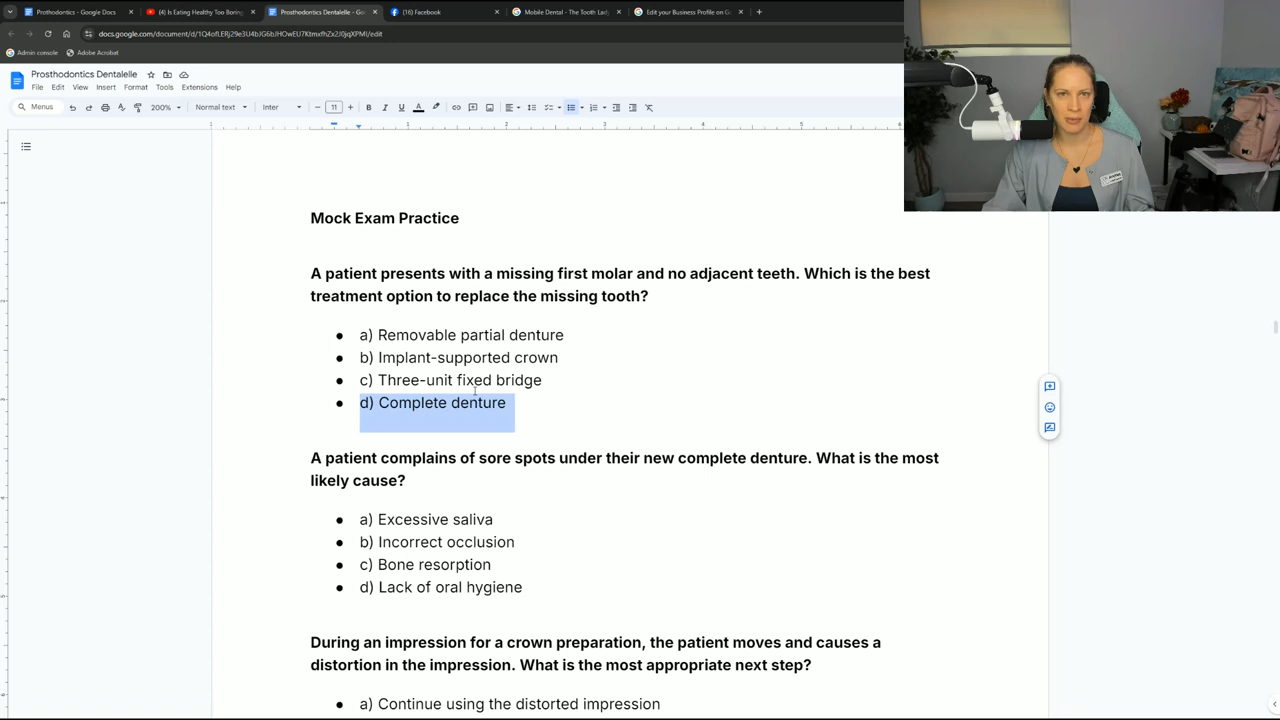 Prothodontics - Google Docs
(4) Is Eating Healthy Too Boring
Prosthodontics Dentalelle - Go
(16) Facebook
Mobile Dental - The Tooth Lady
Edit your Business Profile on G
docs.google.com/document/d/
/edit
Admin console
Adobe Acrobat
Prosthodontics Dentalelle
File Edit View Insert Format Tools Extensions Help
Menus
200%
Normal text
Inter
11
Mock Exam Practice
A patient presents with a missing first molar and no adjacent teeth. Which is the best
treatment option to replace the missing tooth?
● a) Removable partial denture
● b) Implant-supported crown
● c) Three-unit fixed bridge
● d) Complete denture
A patient complains of sore spots under their new complete denture. What is the most
likely cause?
● a) Excessive saliva
● b) Incorrect occlusion
● c) Bone resorption
● d) Lack of oral hygiene
During an impression for a crown preparation, the patient moves and causes a
distortion in the impression. What is the most appropriate next step?
● a) Continue using the distorted impression